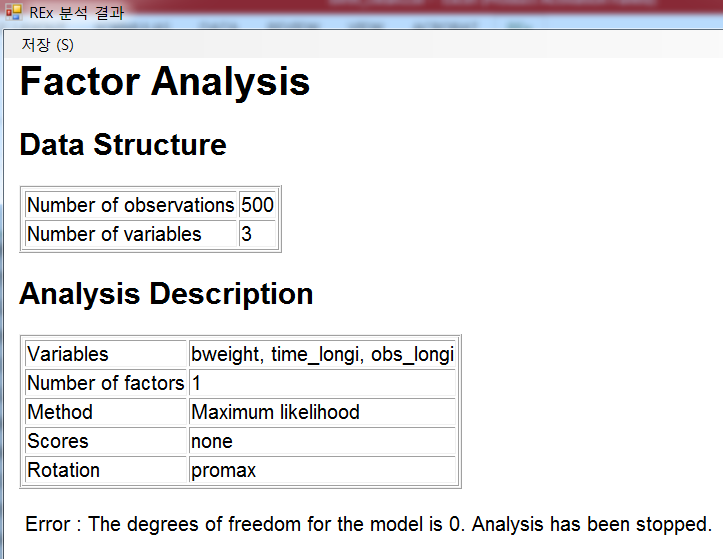 REx 분석 결과
저장 (S)
Factor Analysis
Data Structure
Number of observations 500
Number of variables 3
Analysis Description
Variables bweight, time_longi, obs_longi
Number of factors 1
Method Maximum likelihood
Scores none
Rotation promax
Error : The degrees of freedom for the model is 0. Analysis has been stopped.